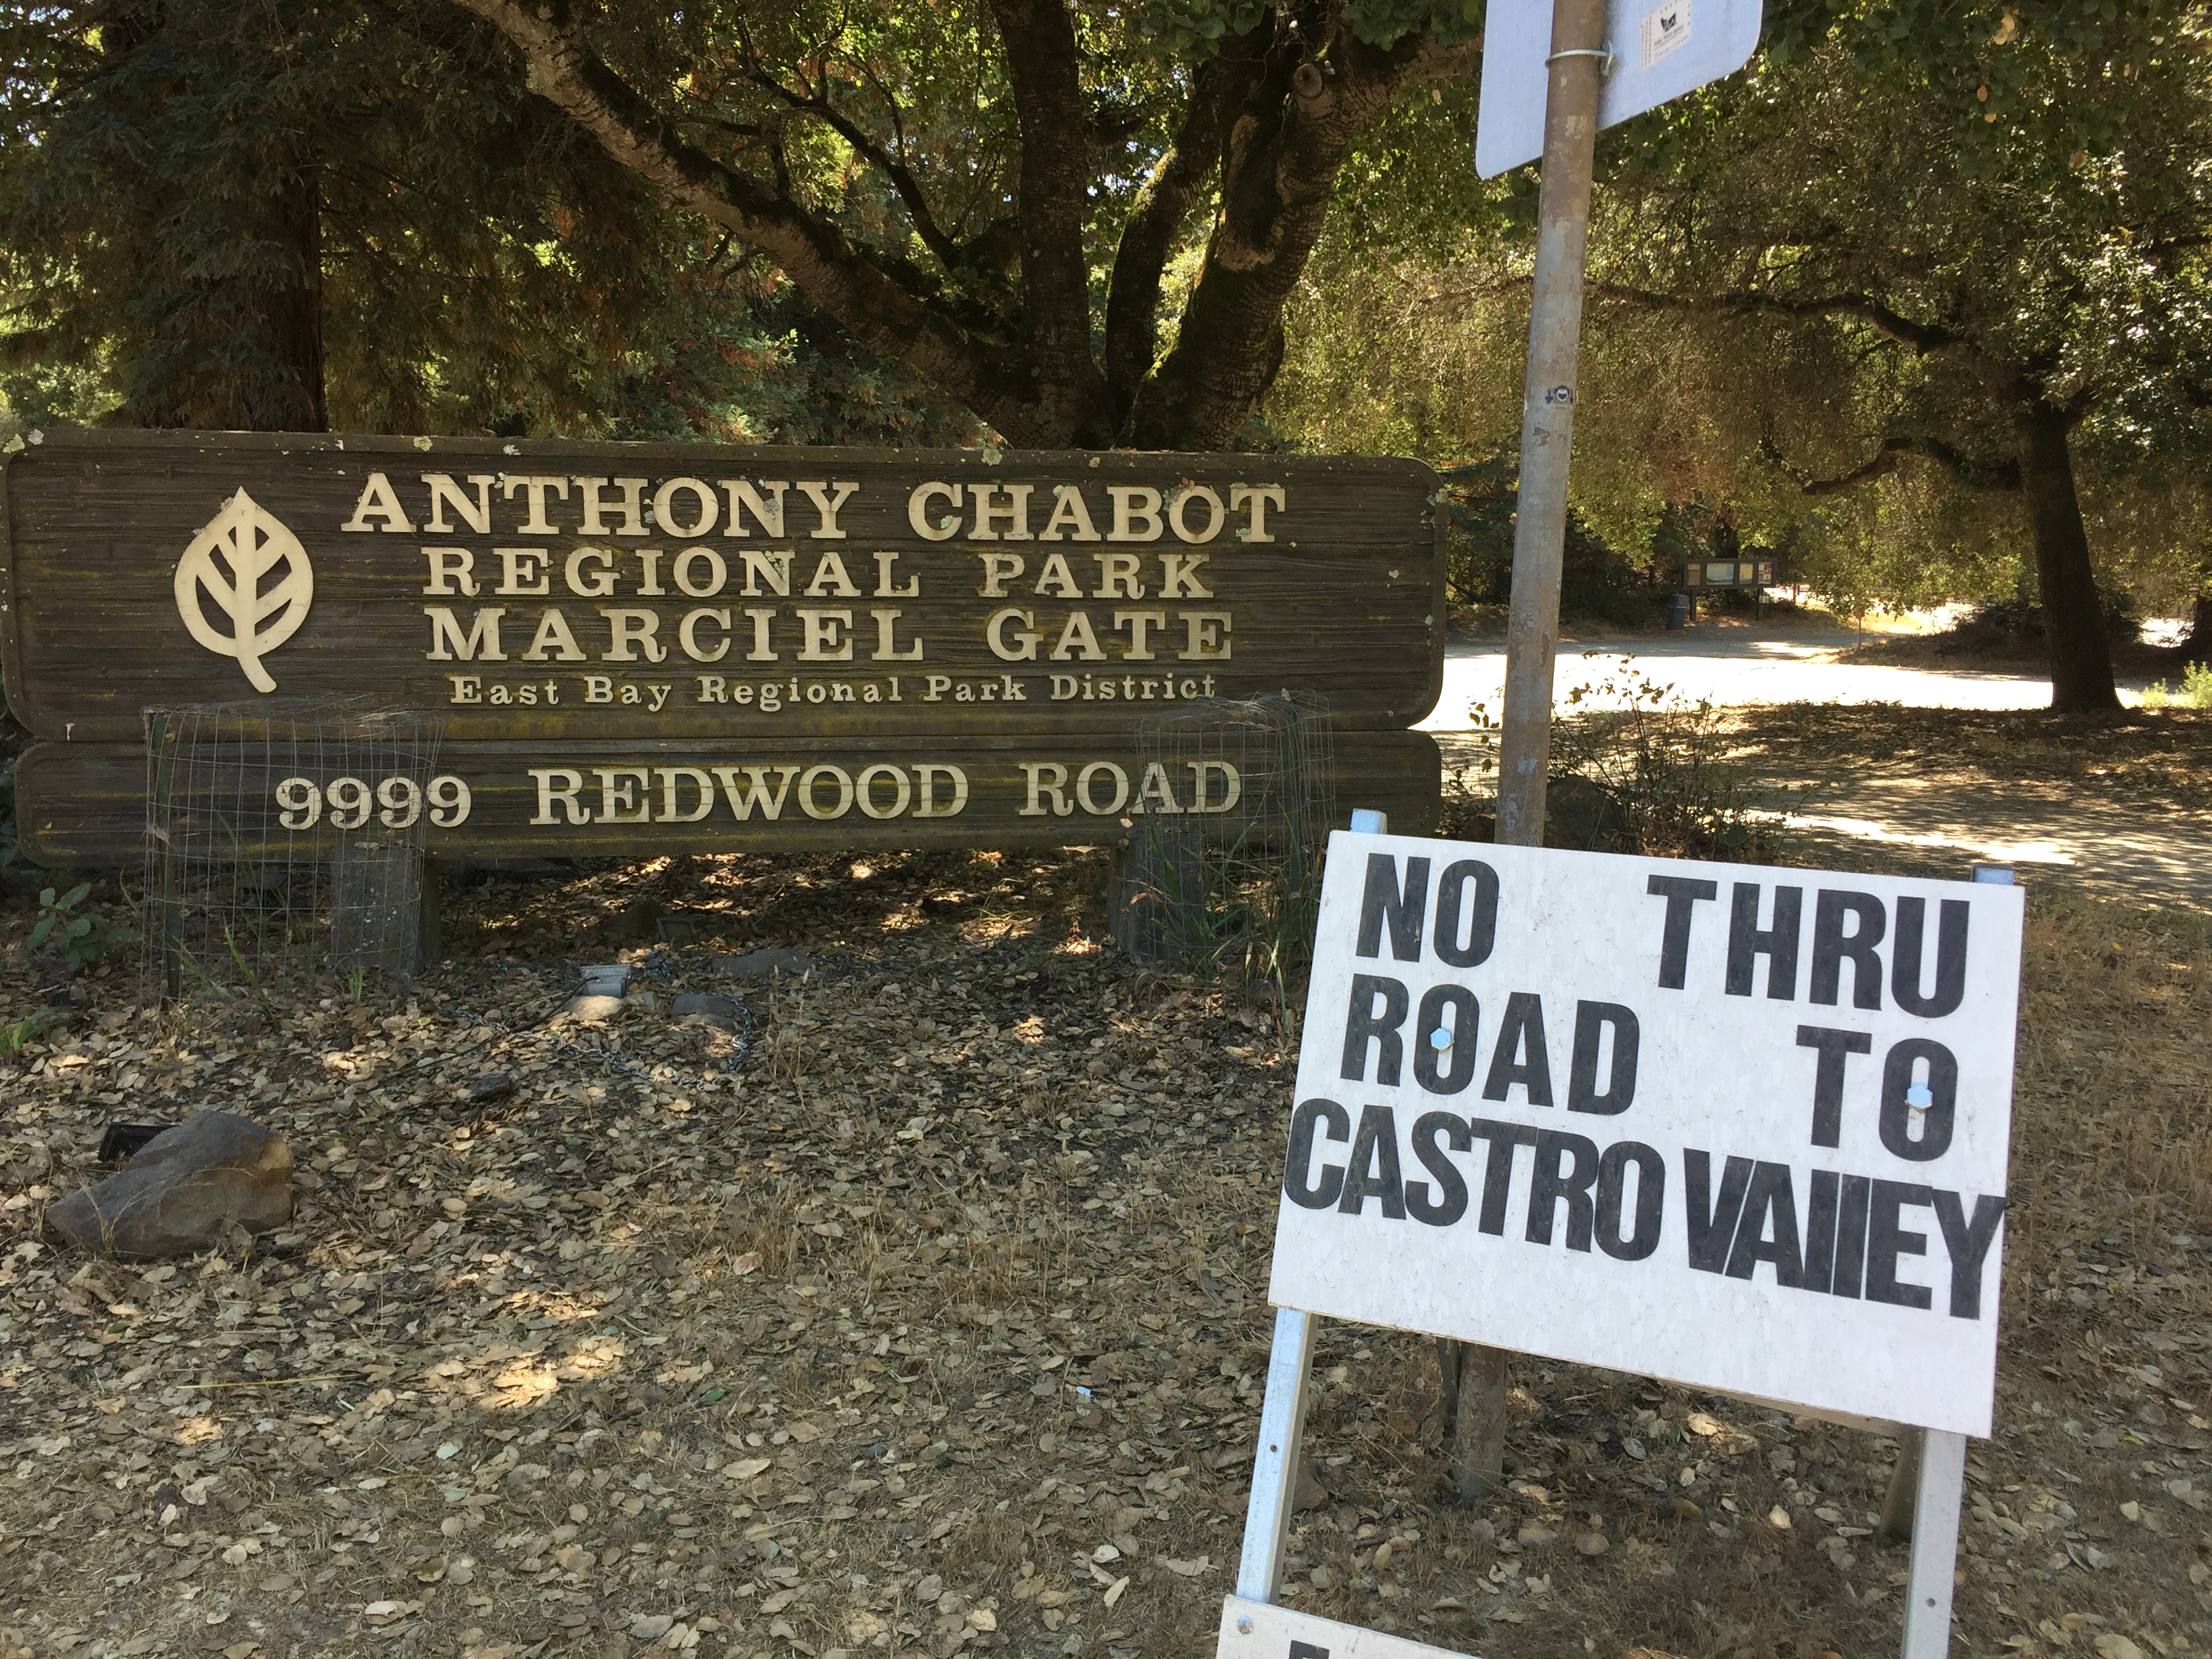 ANTHONY CHABOT
REGIONAL PARK
MARCIEL GATE
East Bay Regional Park District
9999 REDWOOD ROAD
NO THRU
ROAD TO
CASTRO VAllEY